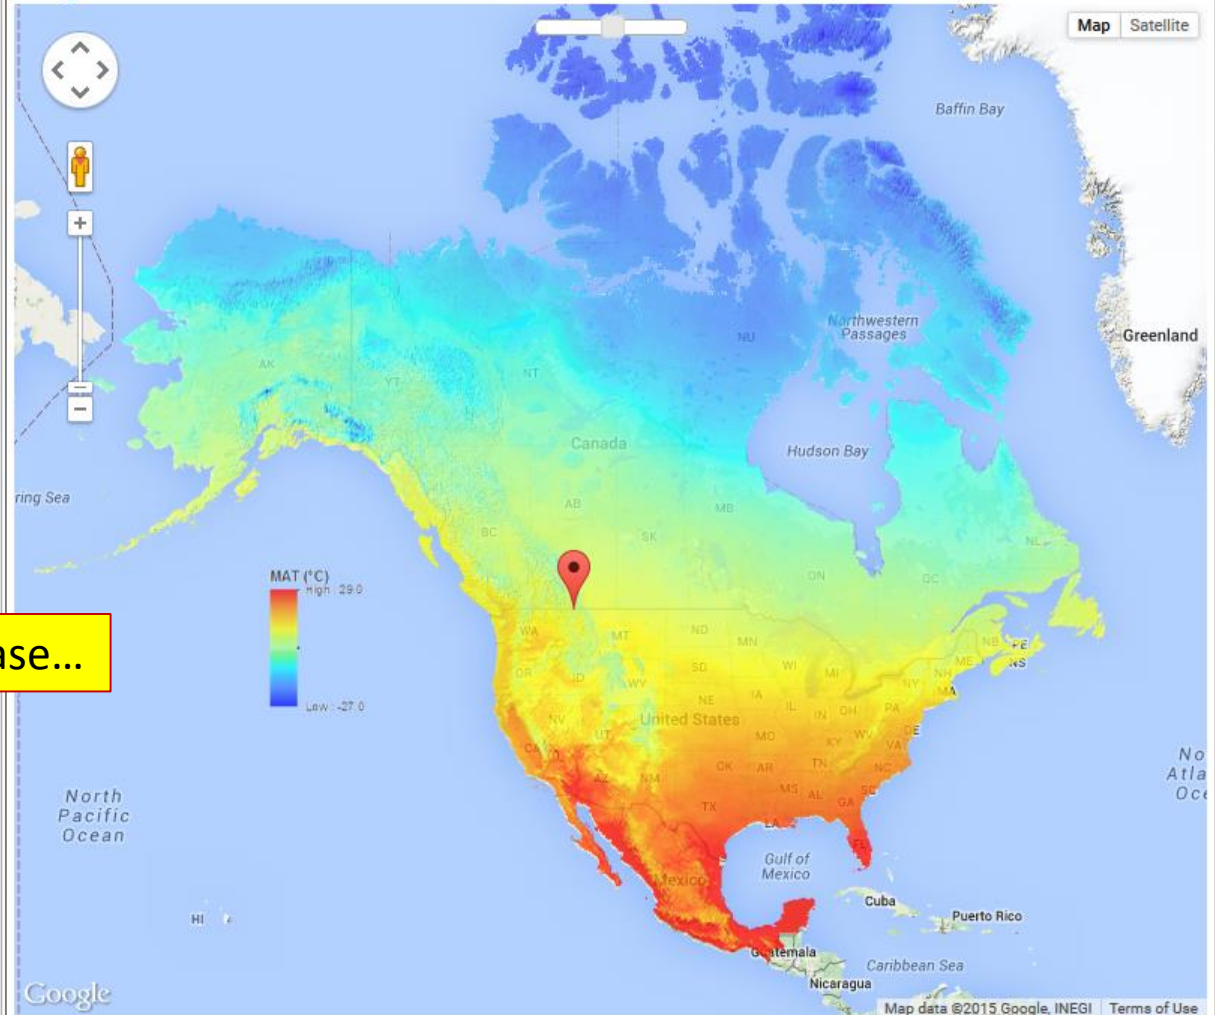 Map Satellite
Baffin Bay
Northwestern
Passages
NU
Greenland
AK
YT
NT
Canada
Hudson Bay
ring Sea
AB
MB
BC
SK
NL
ON
QC
MAT (°C)
High : 29.0
Low : -27.0
ase...
WA
MT
ND
MN
NB
PE
NS
OR
ID
WY
SD
WI
MI
ME
NH
NY
MA
NE
IA
IL
IN
OH
PA
NV
UT
United States
MO
KY
WV
DE
VA
CA
AZ
NM
OK
AR
TN
NC
TX
MS
AL
GA
SC
LA
FL
No
Atla
Oce
North
Pacific
Ocean
Gulf of
Mexico
Mexico
Cuba
Puerto Rico
HI
Guatemala
Caribbean Sea
Nicaragua
Google
Map data ©2015 Google, INEGI Terms of Use